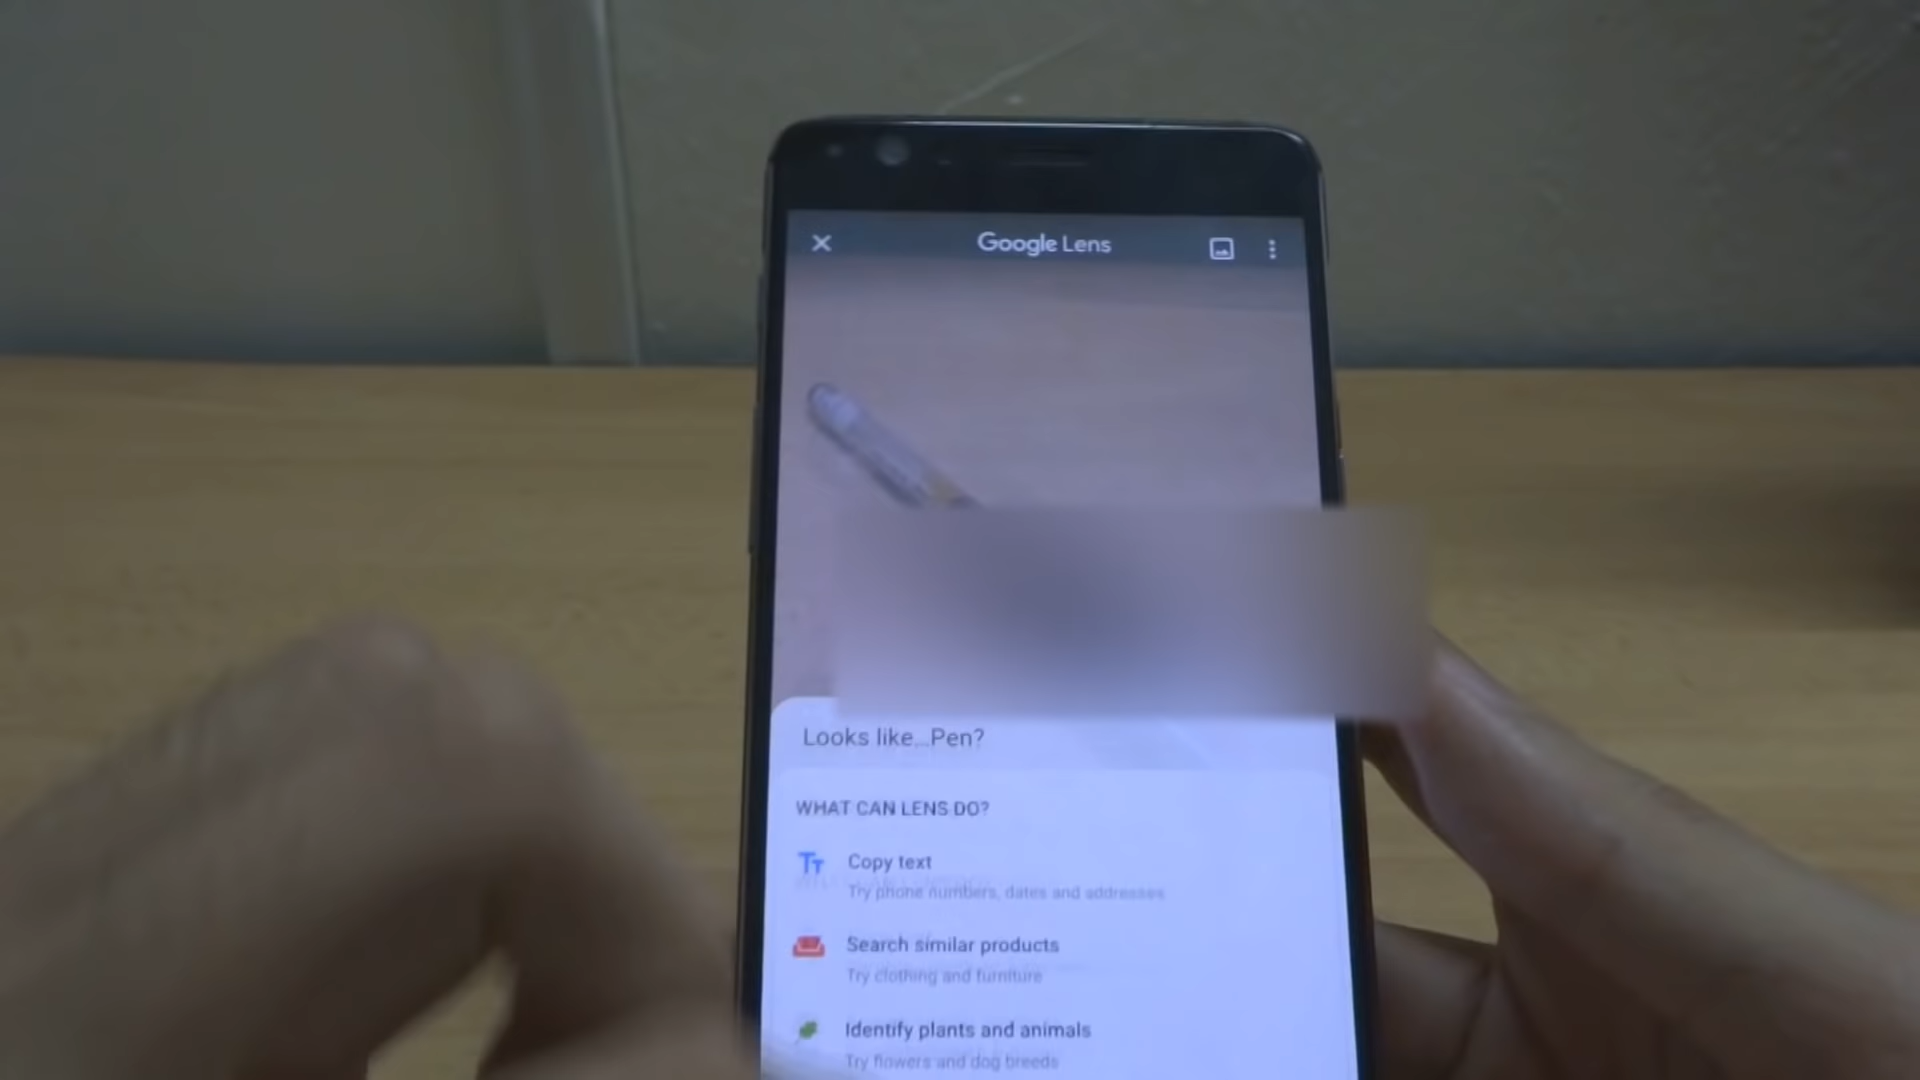 Google Lens
Looks like...Pen?
WHAT CAN LENS DO?
Copy text
Try phone numbers, dates and addresses
Search similar products
Try clothing and furniture
Identify plants and animals
Try flowers and dog breeds